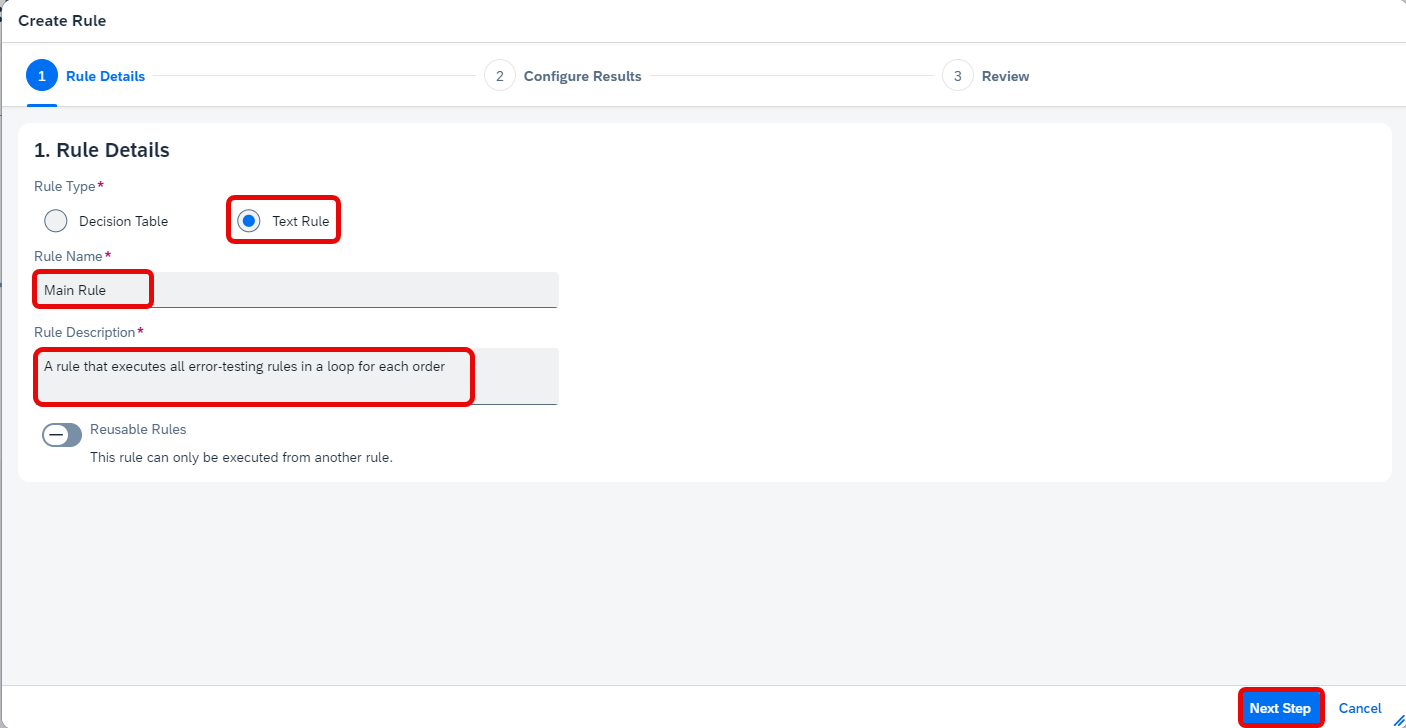 Create Rule
1 Rule Details
2 Configure Results
3 Review
1. Rule Details
Rule Type*
Decision Table
Text Rule
Rule Name*
Main Rule
Rule Description*
A rule that executes all error-testing rules in a loop for each order
Reusable Rules
This rule can only be executed from another rule.
Next Step
Cancel